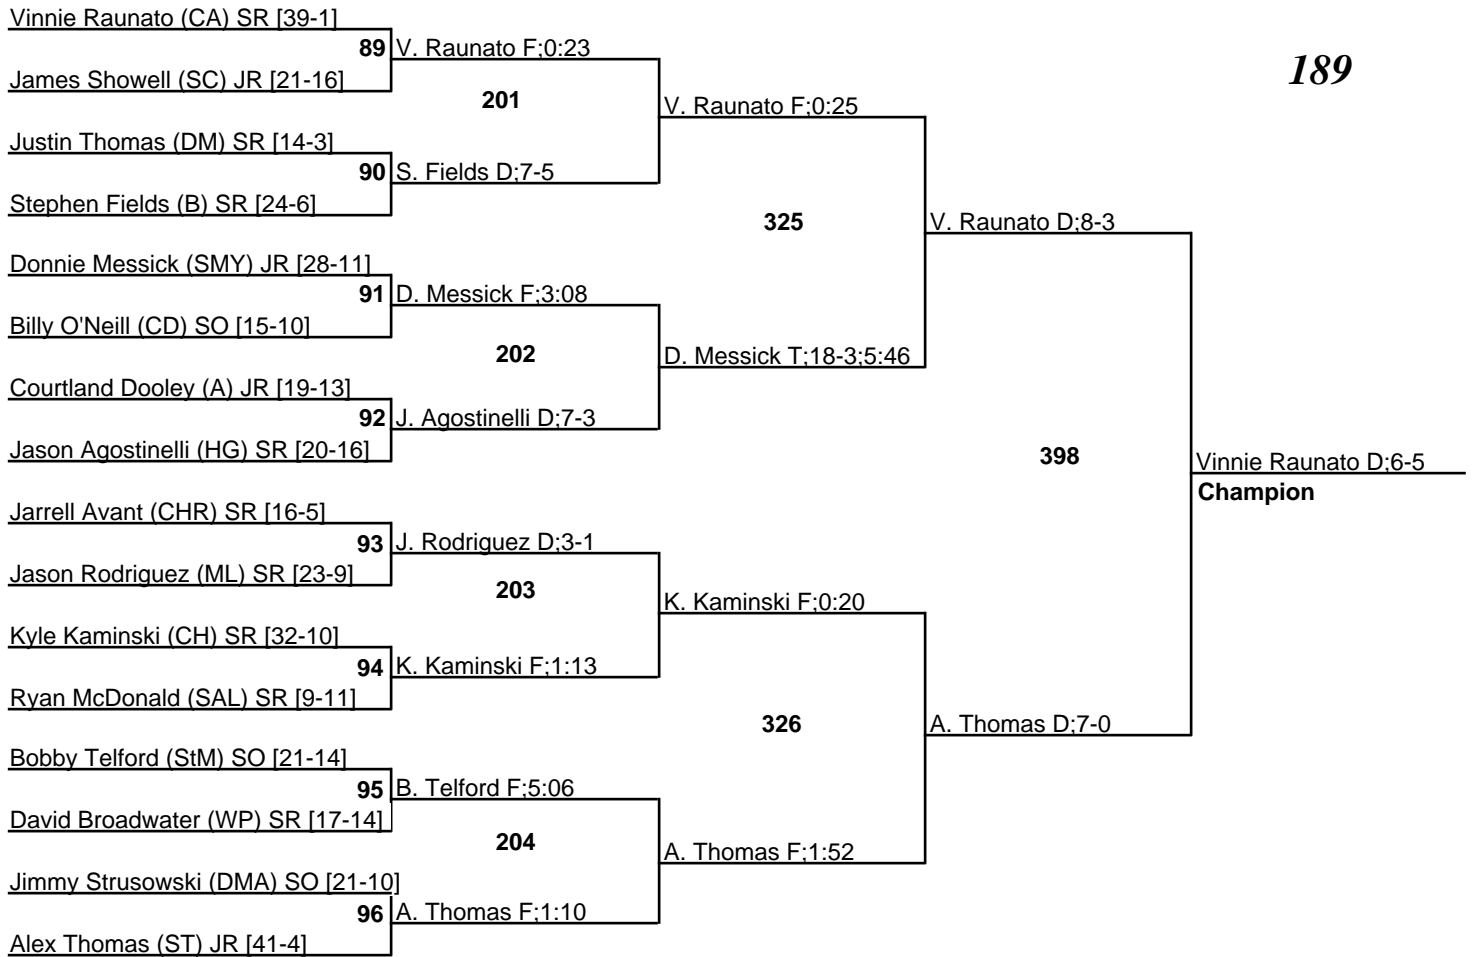 Vinnie Raunato (CA) SR [39-1]
89 V. Raunato F;0:23
James Showell (SC) JR [21-16]
189
201
V. Raunato F;0:25
Justin Thomas (DM) SR [14-3]
90 S. Fields D;7-5
Stephen Fields (B) SR [24-6]
325
V. Raunato D;8-3
Donnie Messick (SMY) JR [28-11]
91 D. Messick F;3:08
Billy O'Neill (CD) SO [15-10]
202
D. Messick T;18-3;5:46
Courtland Dooley (A) JR [19-13]
92 J. Agostinelli D;7-3
Jason Agostinelli (HG) SR [20-16]
398
Vinnie Raunato D;6-5
Champion
Jarrell Avant (CHR) SR [16-5]
93 J. Rodriguez D;3-1
Jason Rodriguez (ML) SR [23-9]
203
K. Kaminski F;0:20
Kyle Kaminski (CH) SR [32-10]
94 K. Kaminski F;1:13
Ryan McDonald (SAL) SR [9-11]
326
A. Thomas D;7-0
Bobby Telford (StM) SO [21-14]
95 B. Telford F;5:06
David Broadwater (WP) SR [17-14]
204
A. Thomas F;1:52
Jimmy Strusowski (DMA) SO [21-10]
96 A. Thomas F;1:10
Alex Thomas (ST) JR [41-4]